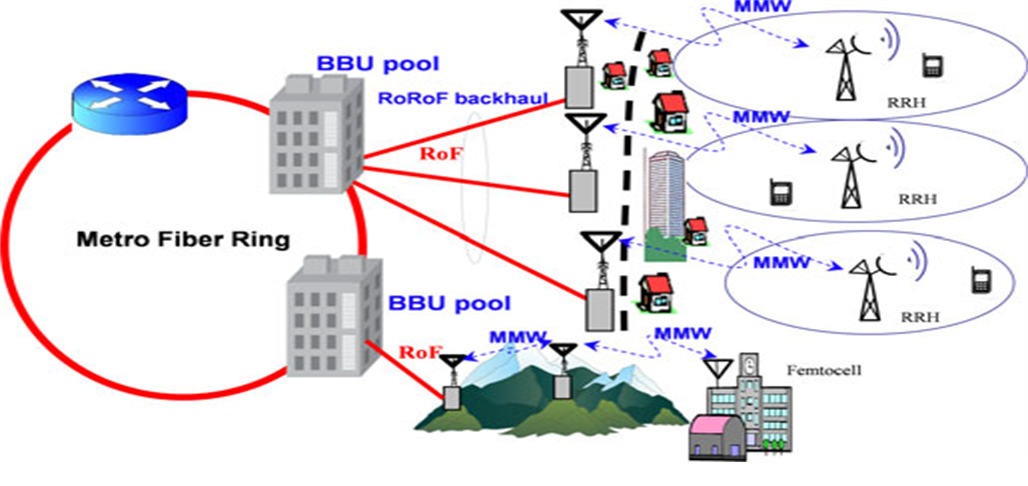 MMW
BBU pool
RoRoF backhaul
RRH
RoF
MMW
RRH
Metro Fiber Ring
MMW
BBU pool
RRH
MMW
MMW
RoF
Femtocell